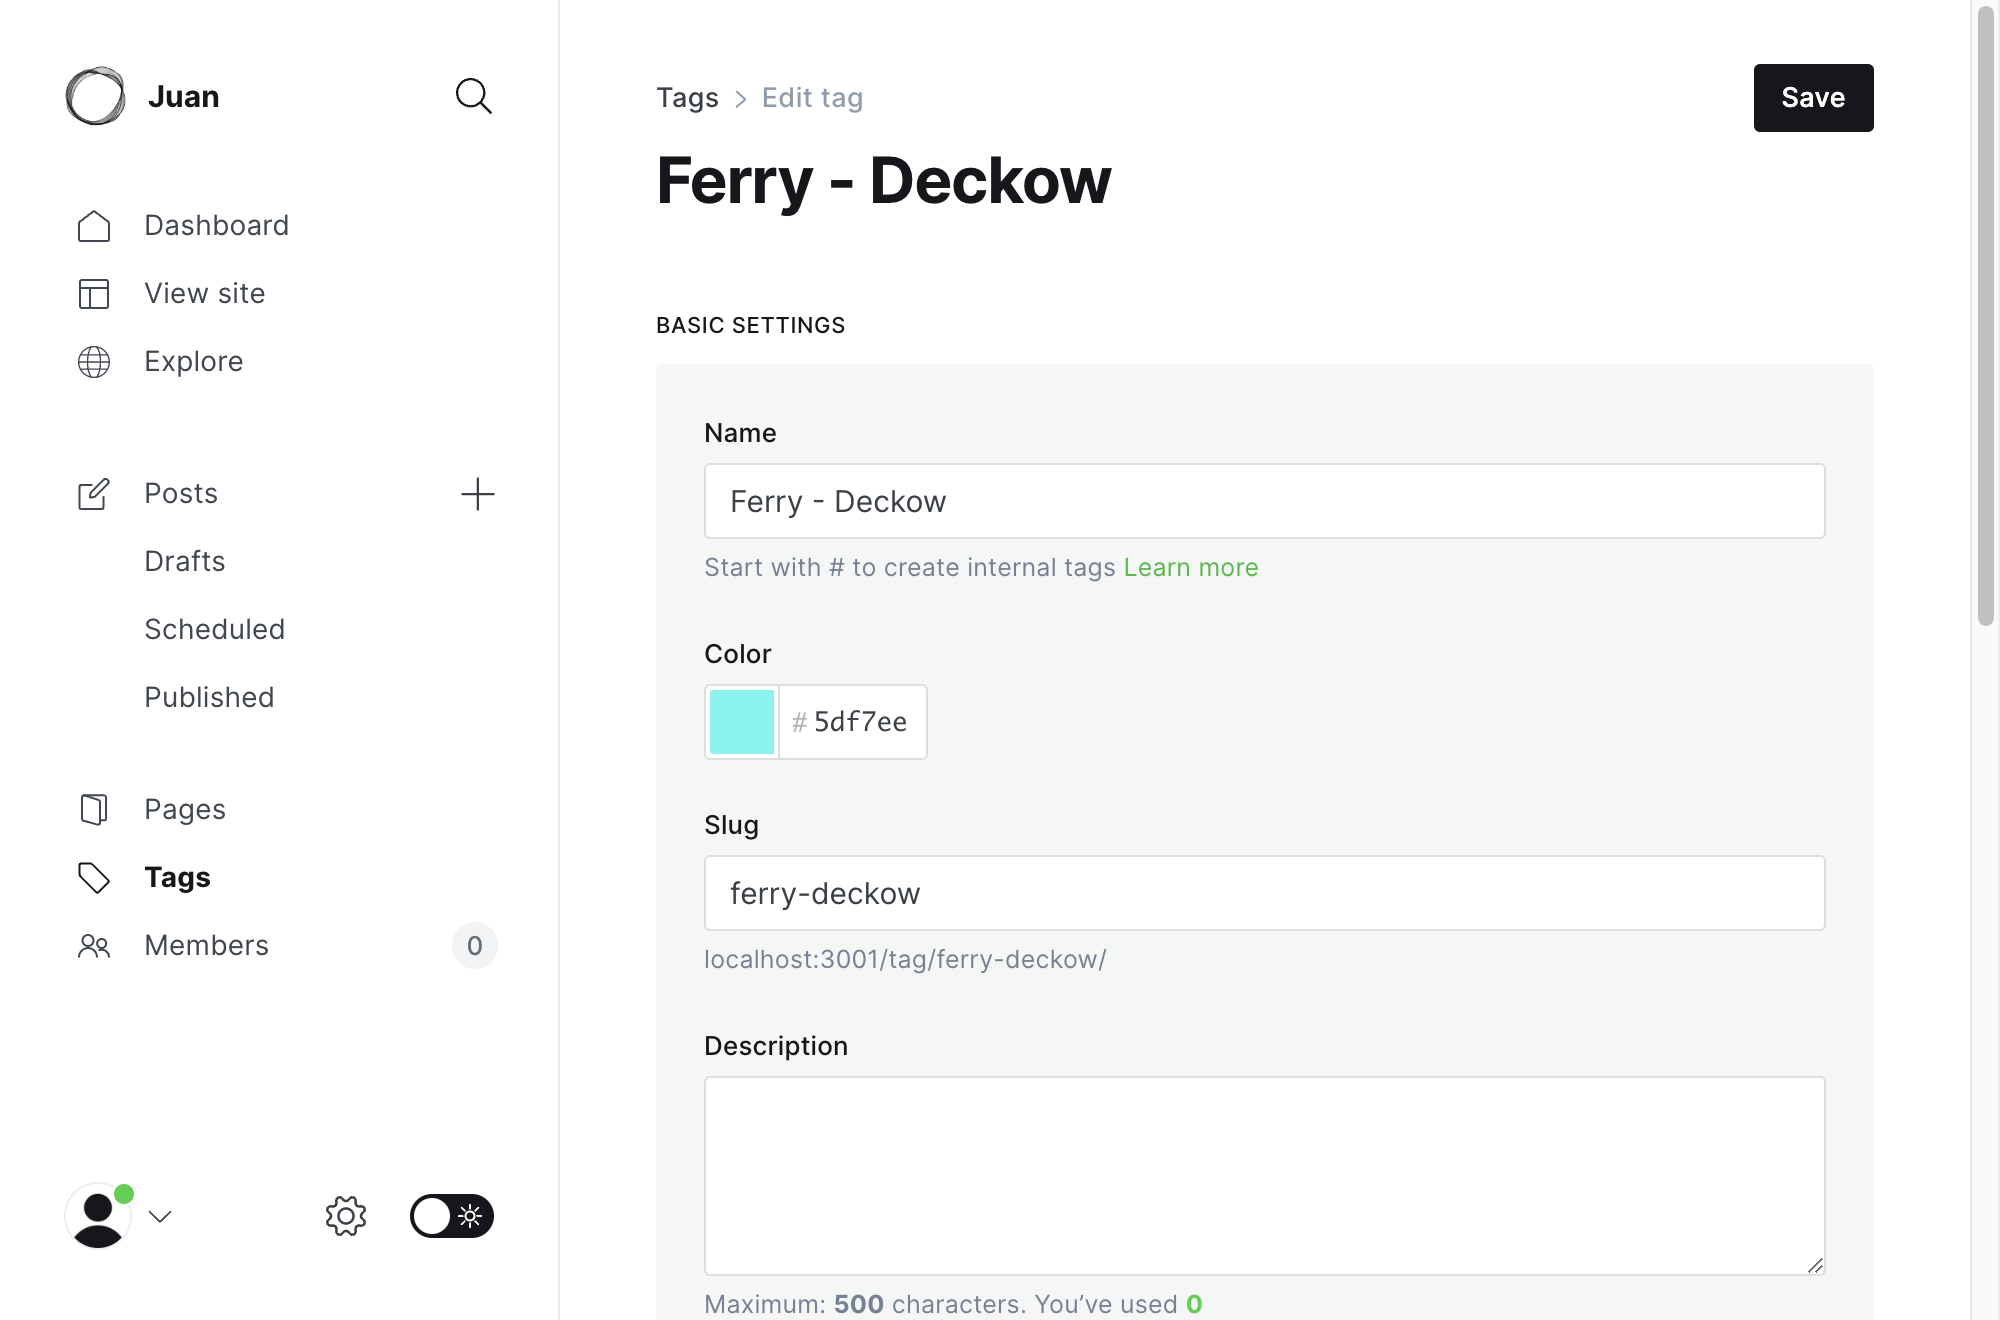 Juan
Dashboard
View site
Explore
Posts
Drafts
Scheduled
Published
Pages
Tags
Members 0
Tags > Edit tag
Save
Ferry - Deckow
BASIC SETTINGS
Name
Ferry - Deckow
Start with # to create internal tags Learn more
Color
# 5df7ee
Slug
ferry-deckow
localhost:3001/tag/ferry-deckow/
Description
Maximum: 500 characters. You’ve used 0